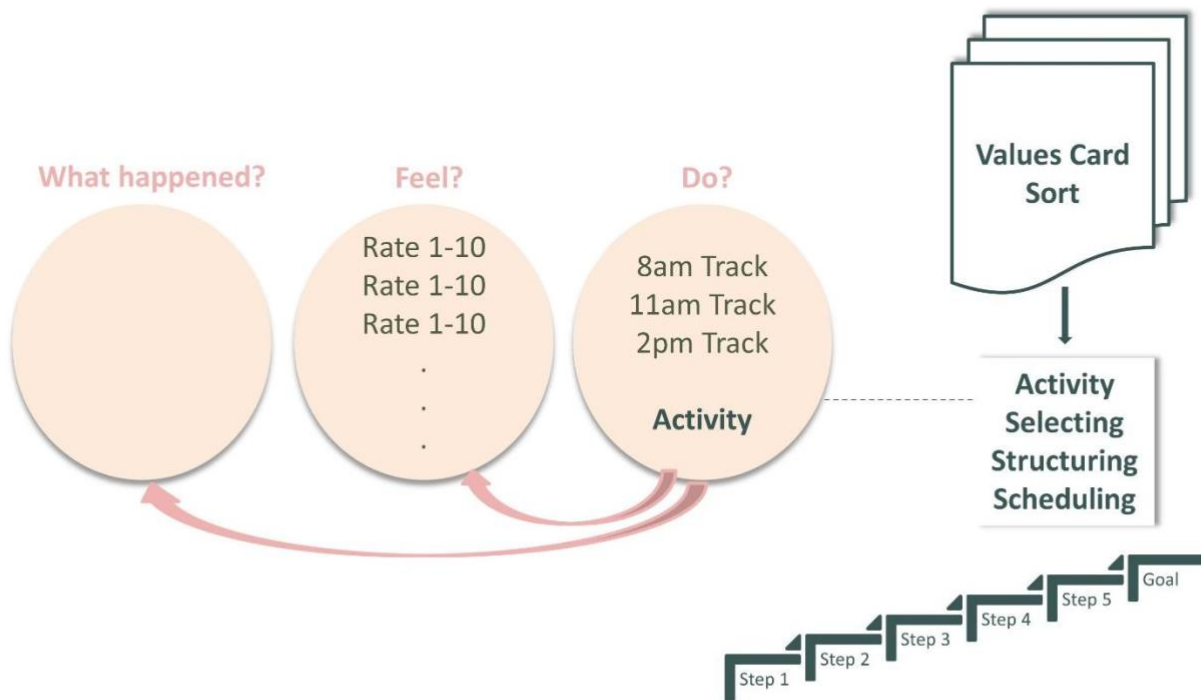 What happened?
Feel?
Do?
Rate 1-10
Rate 1-10
Rate 1-10
.
.
.
8am Track
11am Track
2pm Track
Activity
Values Card
Sort
Activity
Selecting
Structuring
Scheduling
Step 1
Step 2
Step 3
Step 4
Step 5
Goal